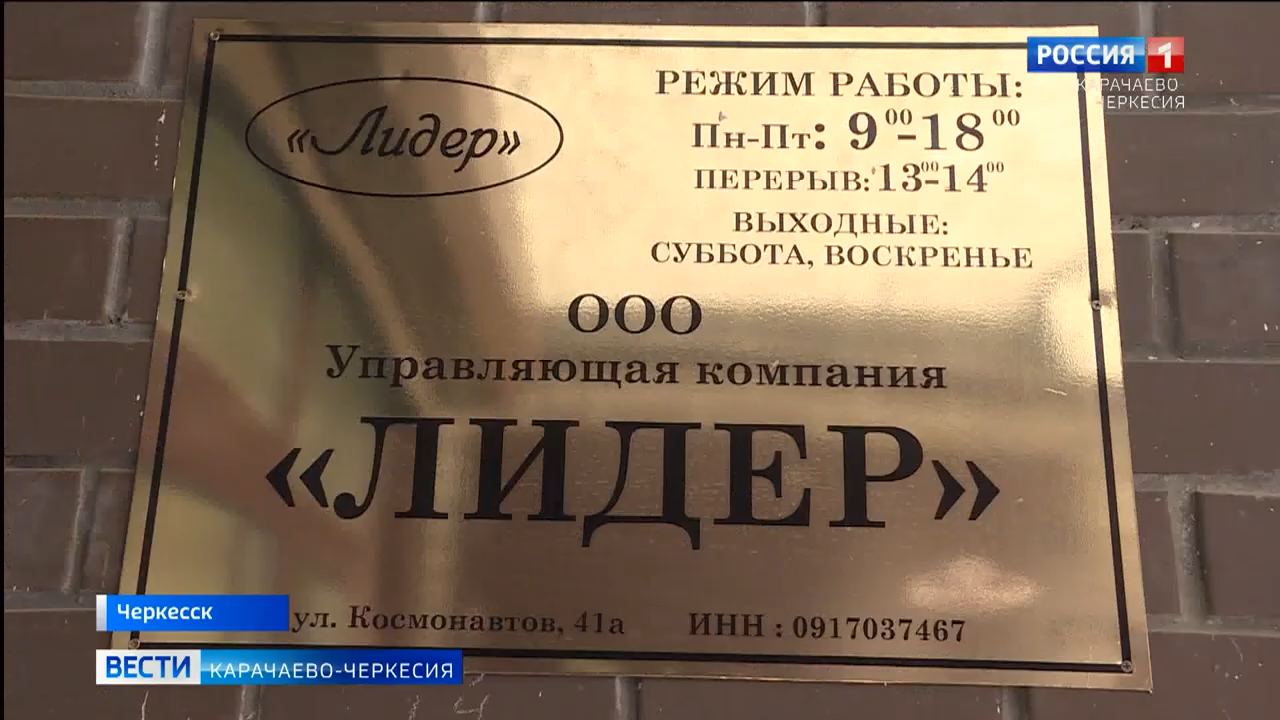 РОССИЯ 1
КАРАЧАЕВО
ЧЕРКЕСИЯ
«Лидер»
РЕЖИМ РАБОТЫ:
Пн-Пт: 9⁰⁰-18⁰⁰
ПЕРЕРЫВ: 13⁰⁰-14⁰⁰
ВЫХОДНЫЕ:
СУББОТА, ВОСКРЕНЬЕ
ООО
Управляющая компания
«ЛИДЕР»
ул. Космонавтов, 41а ИНН : 0917037467
Черкесск
ВЕСТИ КАРАЧАЕВО-ЧЕРКЕСИЯ